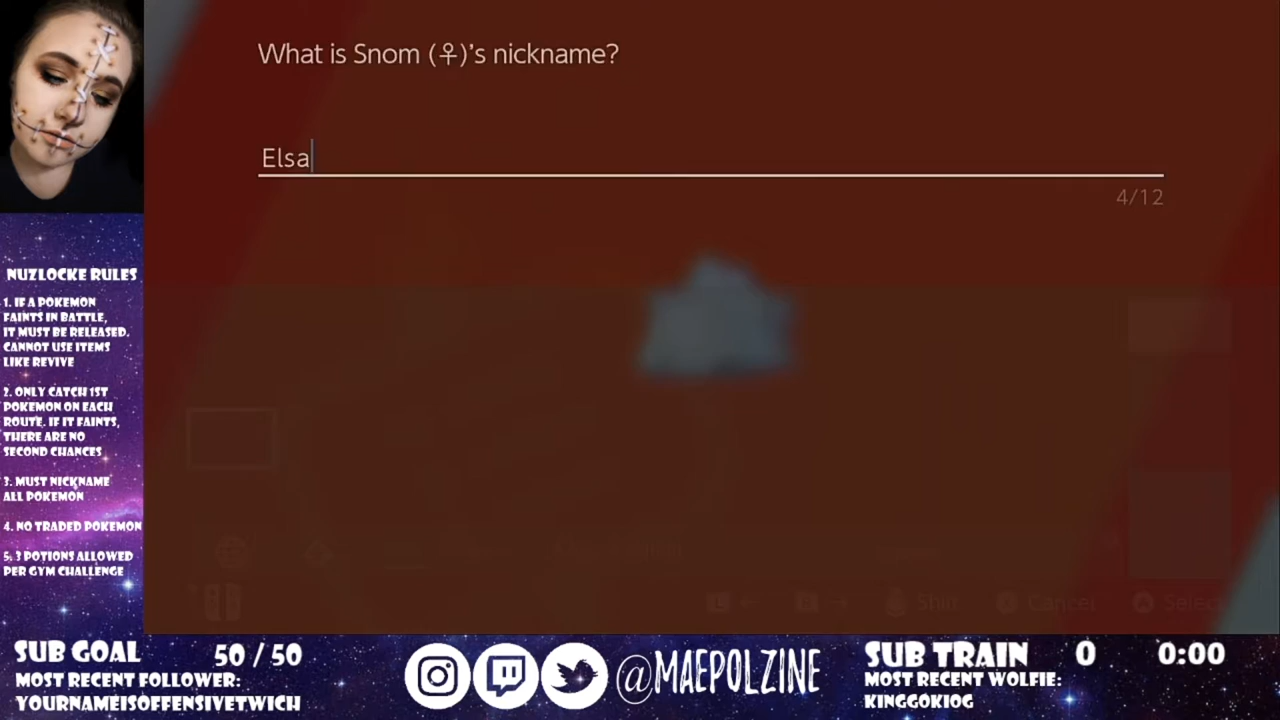 What is Snom (♀)'s nickname?
Elsa
4/12
NUZLOCKE RULES
1. IF A POKEMON
FAINTS IN BATTLE,
IT MUST BE RELEASED.
CANNOT USE ITEMS
LIKE REVIVE
2. ONLY CATCH 1ST
POKEMON ON EACH
ROUTE. IF IT FAINTS,
THERE ARE NO
SECOND CHANCES
3. MUST NICKNAME
ALL POKEMON
4. NO TRADED POKEMON
5. 3 POTIONS ALLOWED
PER GYM CHALLENGE
L R Shin Cancel A Select
SUB GOAL 50 / 50
MOST RECENT FOLLOWER:
YOURNAMEISOFFENSIVETWICH
@MAEPOLZINE
SUB TRAIN 0 0:00
MOST RECENT WOLFIE:
KINGGOKIOG